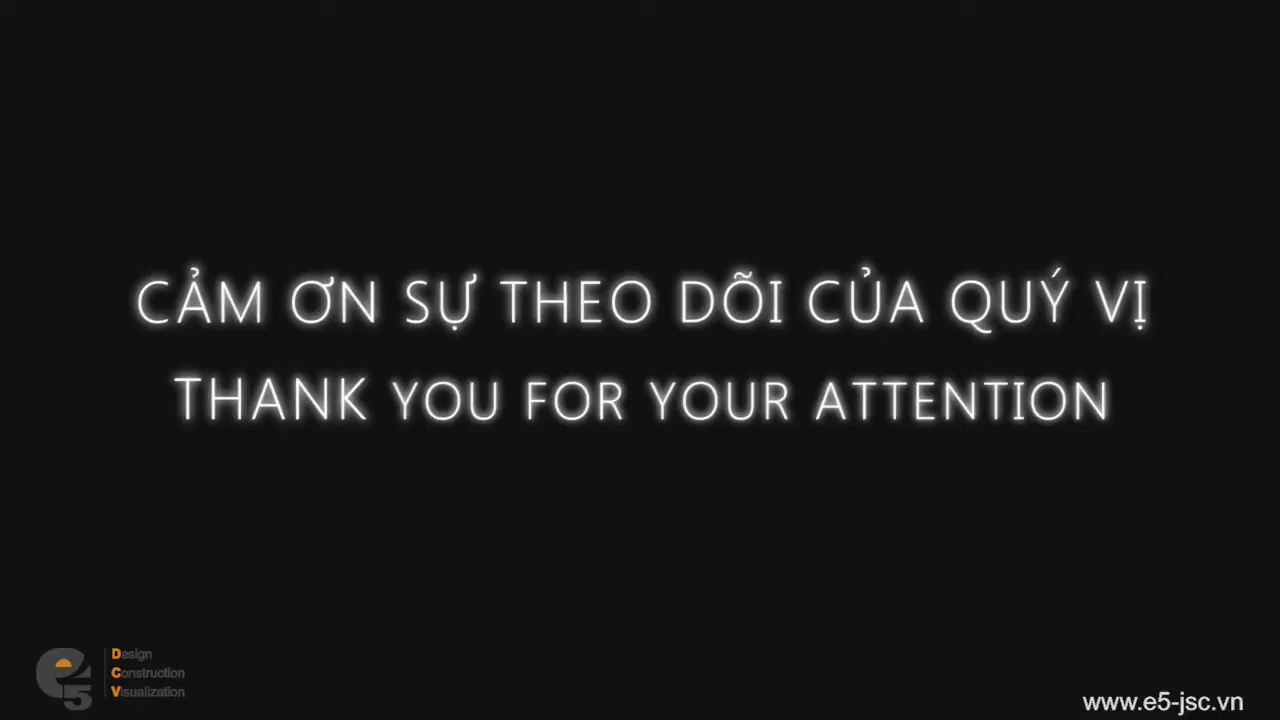 CẢM ƠN SỰ THEO DÕI CỦA QUÝ VỊ
THANK YOU FOR YOUR ATTENTION
e5
Design
Construction
Visualization
www.e5-jsc.vn